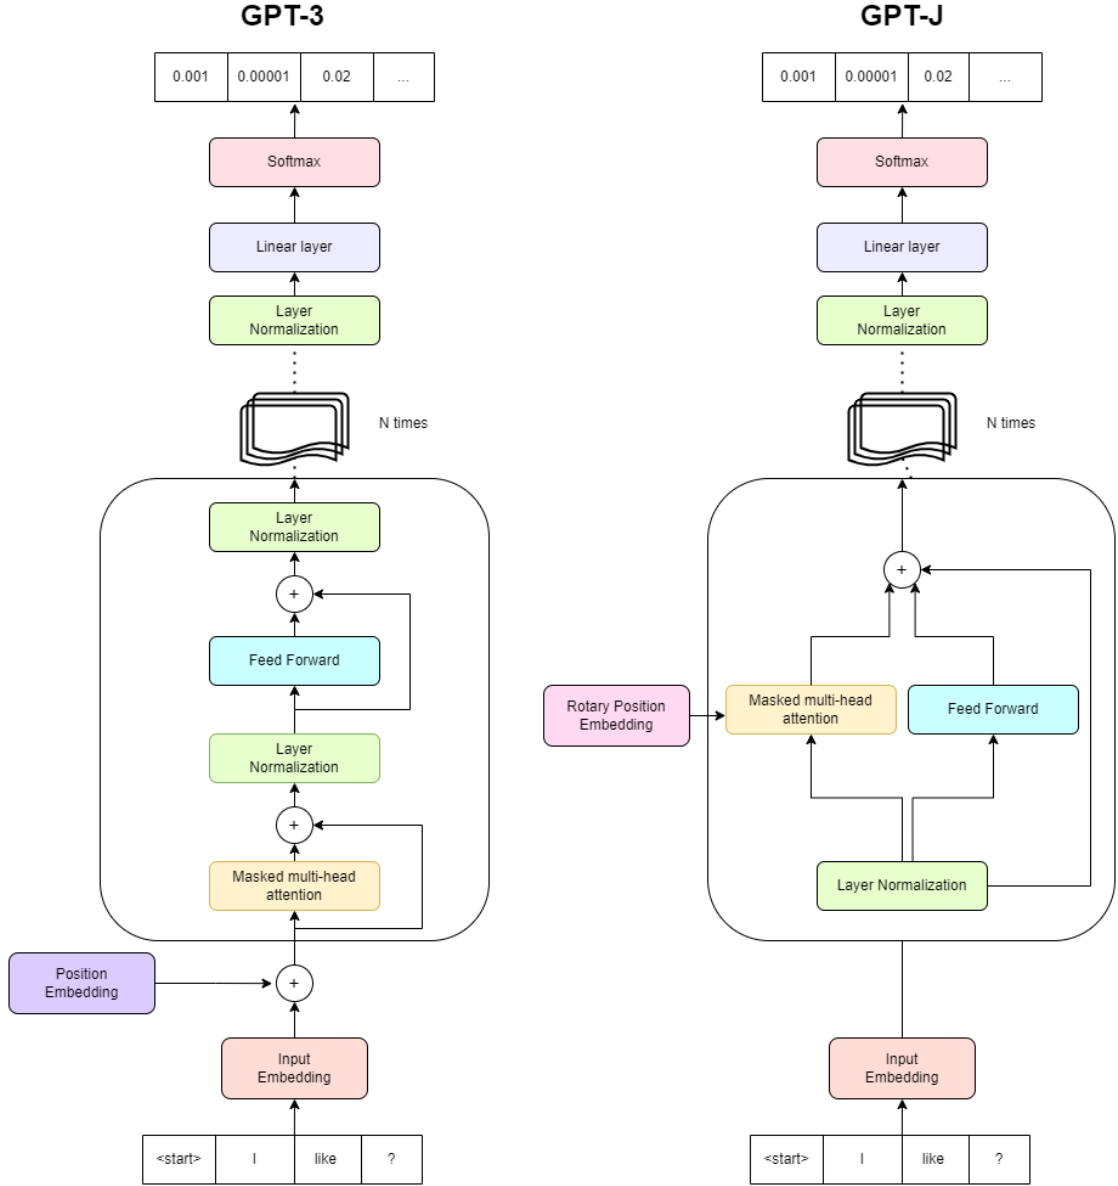 GPT-3
0.001 0.00001 0.02 ...
Softmax
Linear layer
Layer
Normalization
N times
Layer
Normalization
+
Feed Forward
Layer
Normalization
+
Masked multi-head
attention
Position
Embedding
+
Input
Embedding
<start> I like ?
GPT-J
0.001 0.00001 0.02 ...
Softmax
Linear layer
Layer
Normalization
N times
+
Rotary Position
Embedding
Masked multi-head
attention
Feed Forward
Layer Normalization
Input
Embedding
<start> I like ?